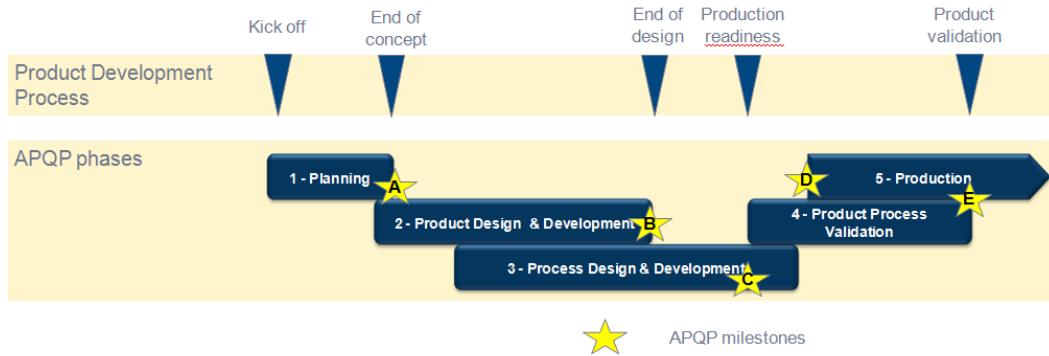 Kick off
End of
concept
End of
design
Production
readiness
Product
validation
Product Development
Process
APQP phases
1 - Planning
A
D
5 - Production
E
2 - Product Design & Development
B
4 - Product Process
Validation
3 - Process Design & Development
C
APQP milestones